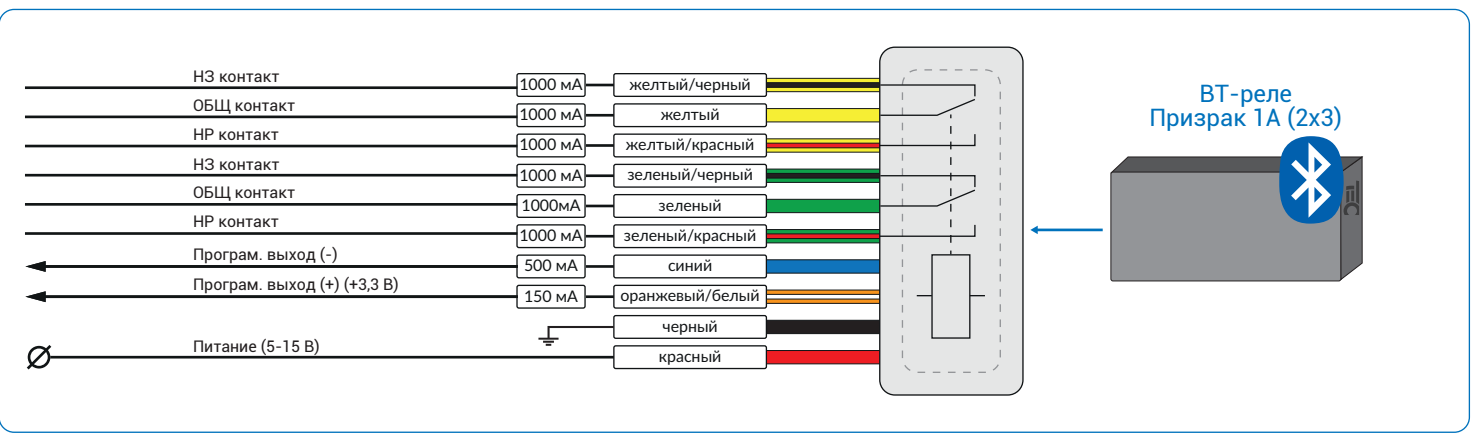 НЗ контакт
1000 мА
желтый/черный
ОБЩ контакт
1000 мА
желтый
НР контакт
1000 мА
желтый/красный
НЗ контакт
1000 мА
зеленый/черный
ОБЩ контакт
1000мА
зеленый
НР контакт
1000 мА
зеленый/красный
Програм. выход (-)
500 мА
синий
Програм. выход (+) (+3,3 В)
150 мА
оранжевый/белый
черный
Питание (5-15 В)
красный
BT-реле
Призрак 1А (2x3)
TEC